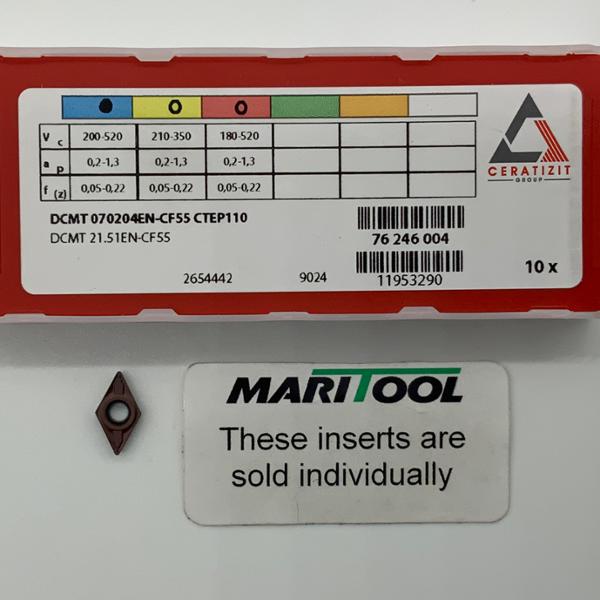 V c 200-520 210-350 180-520
a p 0,2-1,3 0,2-1,3 0,2-1,3
f (z) 0,05-0,22 0,05-0,22 0,05-0,22
CERATIZIT
GROUP
DCMT 070204EN-CF55 CTEP110
DCMT 21.51EN-CF55
76 246 004
2654442 9024 11953290
10 x
MARITOOL
These inserts are
sold individually